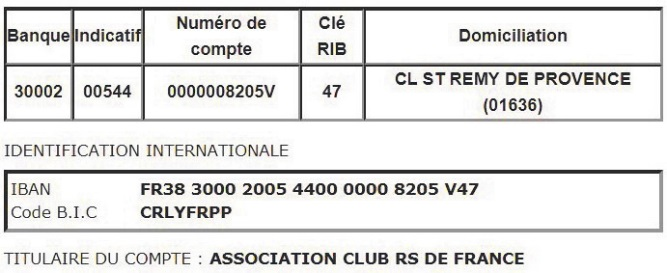 Banque Indicatif Numéro de compte Clé RIB Domiciliation
30002 00544 0000008205V 47 CL ST REMY DE PROVENCE (01636)
IDENTIFICATION INTERNATIONALE
IBAN FR38 3000 2005 4400 0000 8205 V47
Code B.I.C CRLYFRPP
TITULAIRE DU COMPTE : ASSOCIATION CLUB RS DE FRANCE